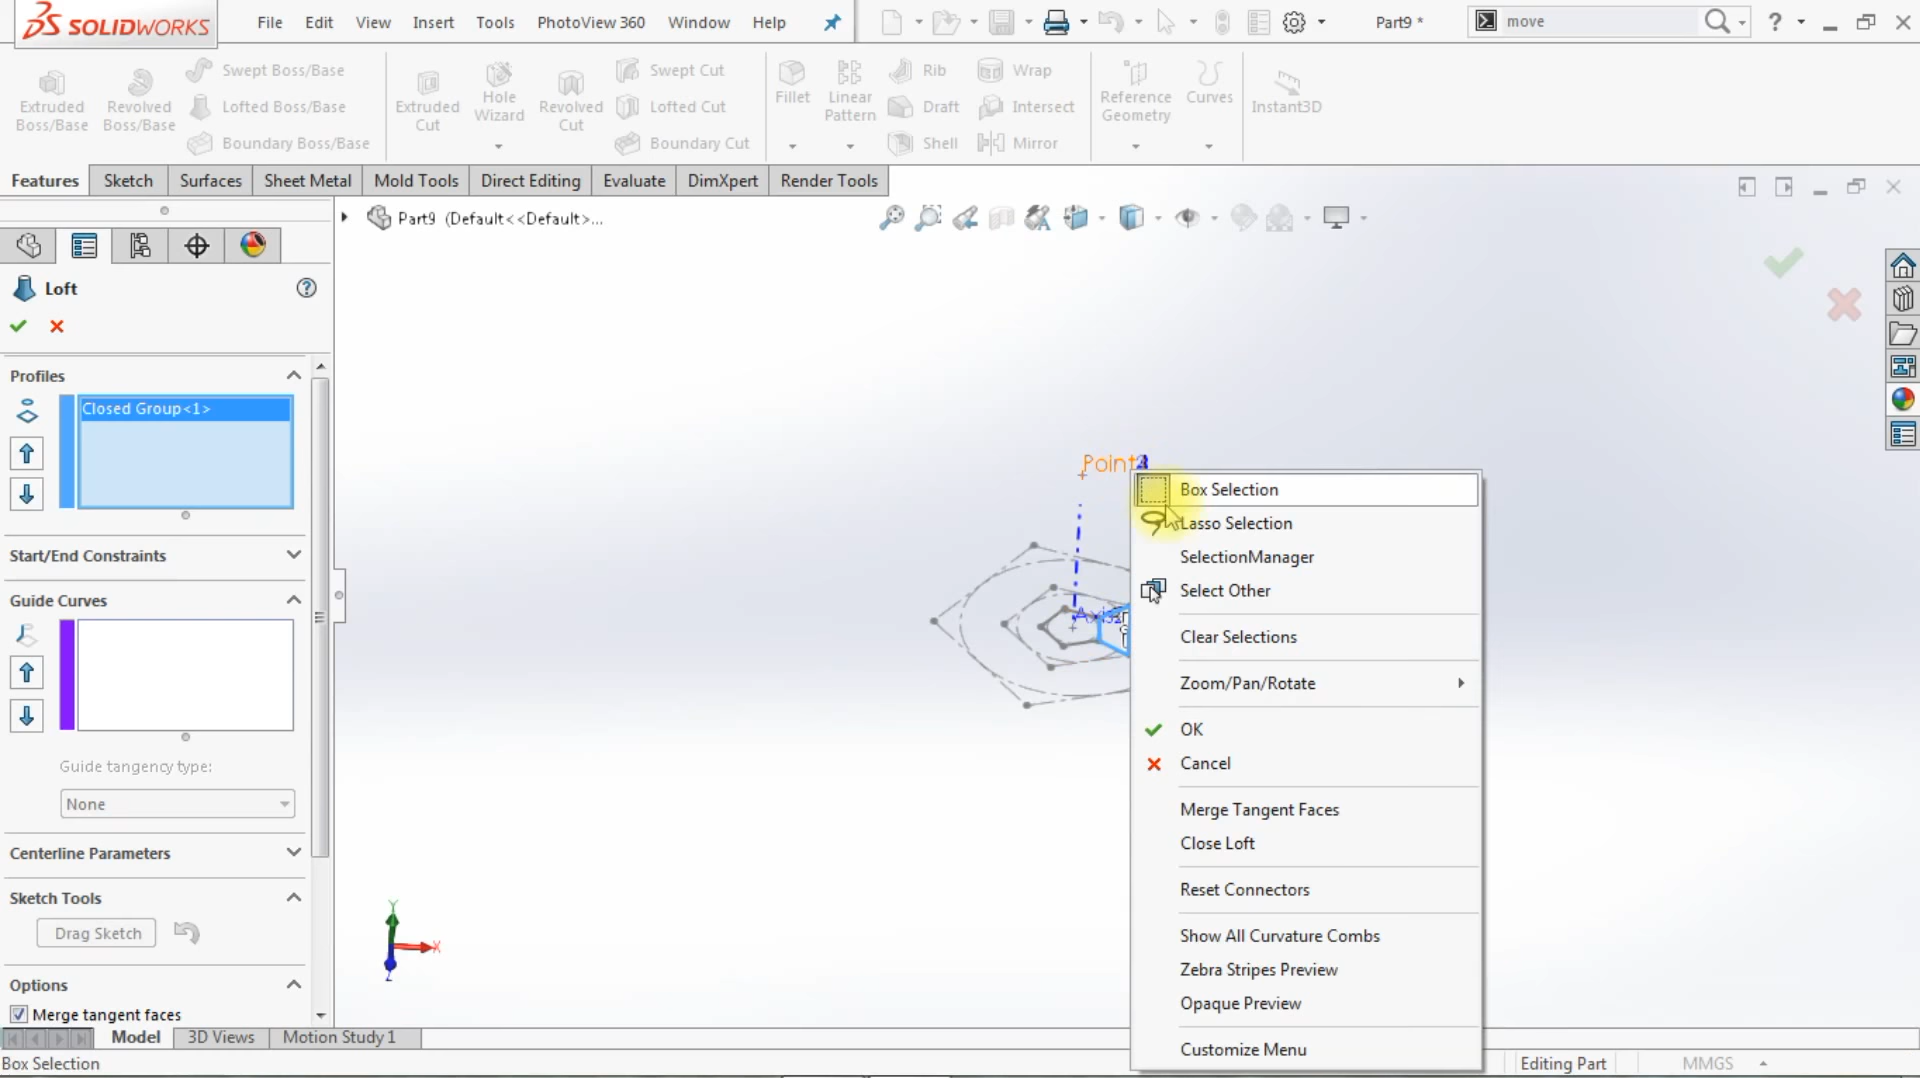 SOLIDWORKS File Edit View Insert Tools PhotoView 360 Window Help Part9 * move ?
Extruded Boss/Base
Revolved Boss/Base
Swept Boss/Base
Lofted Boss/Base
Boundary Boss/Base
Extruded Cut
Hole Wizard
Revolved Cut
Swept Cut
Lofted Cut
Boundary Cut
Fillet
Linear Pattern
Rib
Draft
Shell
Wrap
Intersect
Mirror
Reference Geometry
Curves
Instant3D
Features Sketch Surfaces Sheet Metal Mold Tools Direct Editing Evaluate DimXpert Render Tools
Part9 (Default<<Default>...
Loft
Profiles
Closed Group<1>
Start/End Constraints
Guide Curves
Guide tangency type:
None
Centerline Parameters
Sketch Tools
Drag Sketch
Options
Merge tangent faces
Y
X
Z
Box Selection
Lasso Selection
SelectionManager
Select Other
Clear Selections
Zoom/Pan/Rotate
OK
Cancel
Merge Tangent Faces
Close Loft
Reset Connectors
Show All Curvature Combs
Zebra Stripes Preview
Opaque Preview
Customize Menu
Model 3D Views Motion Study 1
Box Selection Editing Part MMGS